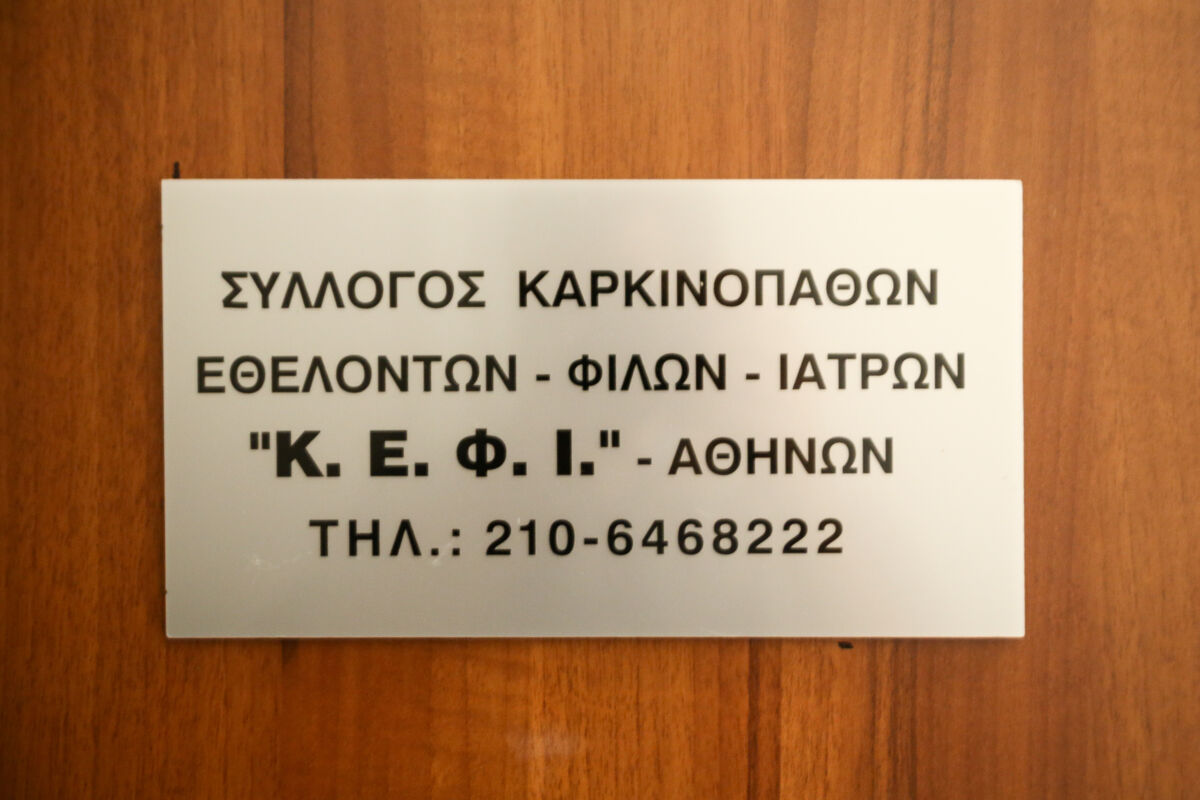 ΣΥΛΛΟΓΟΣ ΚΑΡΚΙΝΟΠΑΘΩΝ
ΕΘΕΛΟΝΤΩΝ - ΦΙΛΩΝ - ΙΑΤΡΩΝ
"Κ. Ε. Φ. Ι." - ΑΘΗΝΩΝ
ΤΗΛ.: 210-6468222